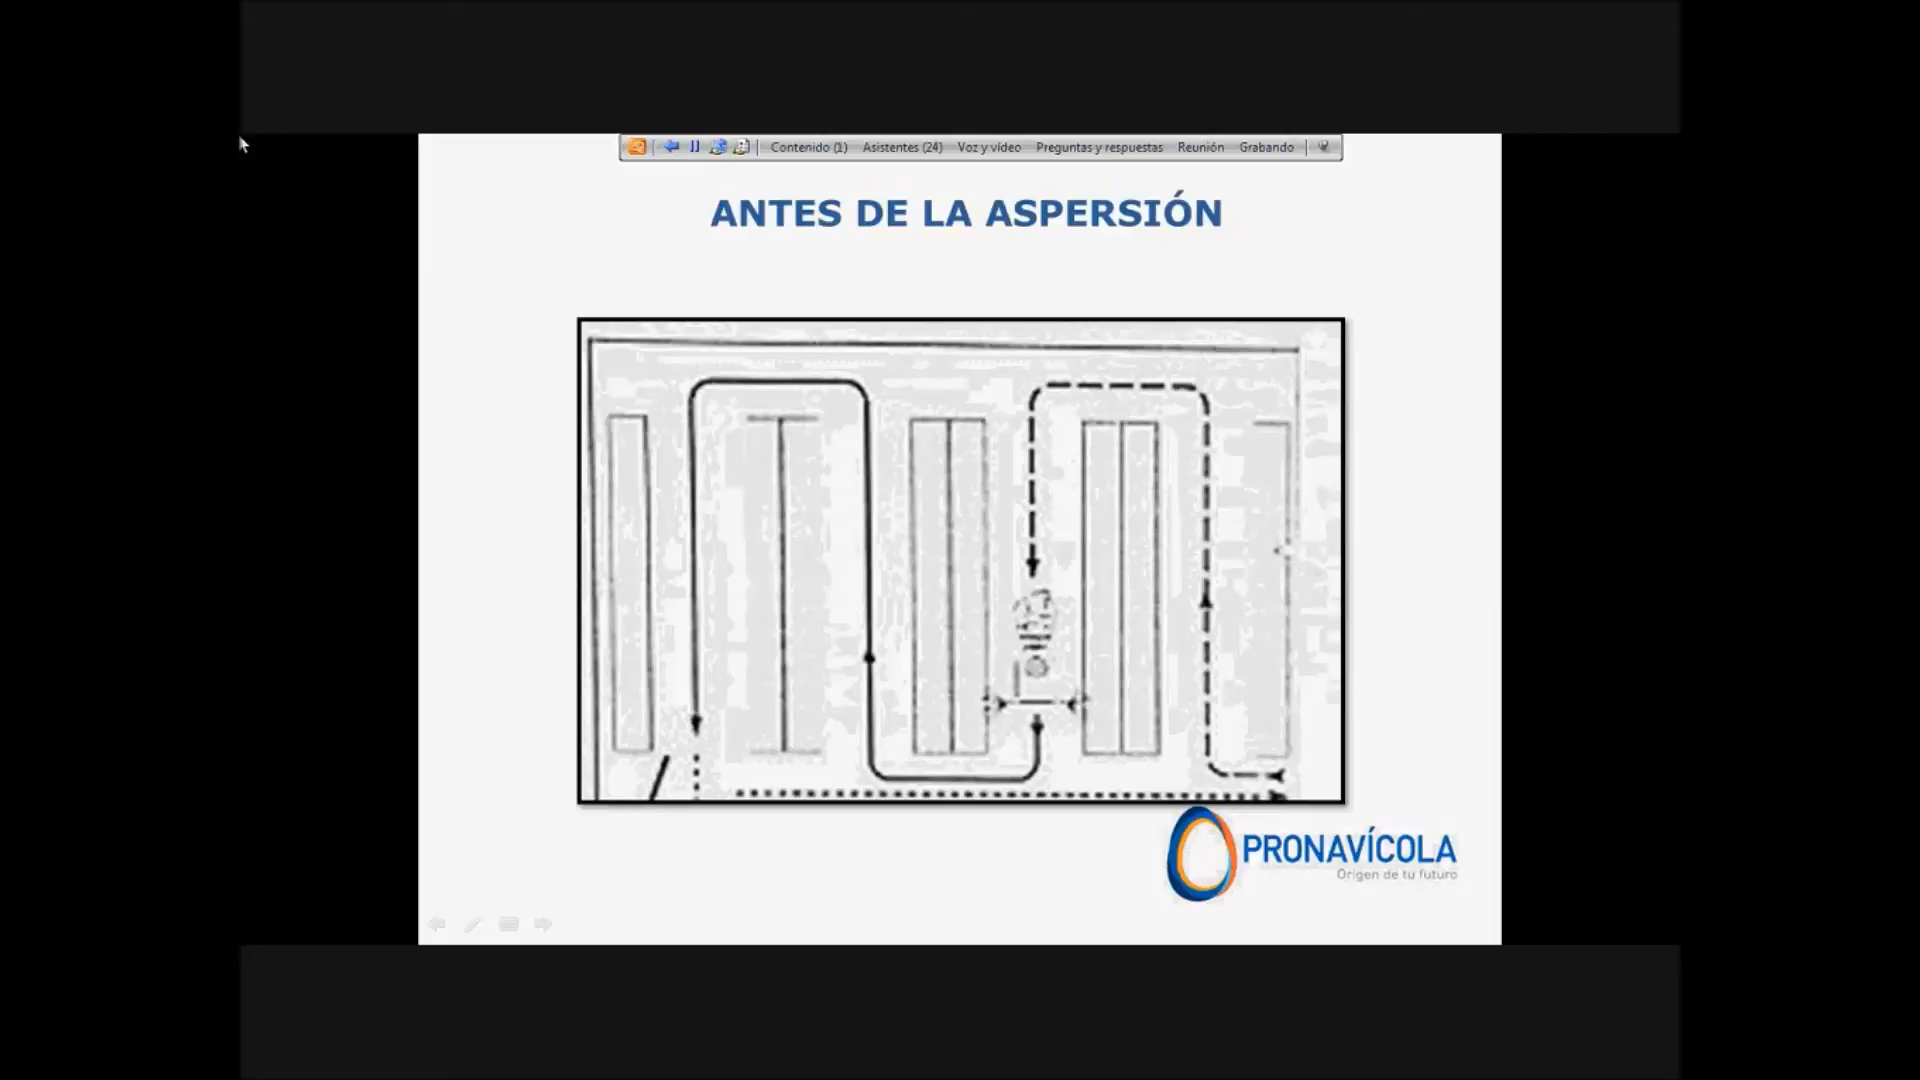 Contenido (1) Asistentes (24) Voz y vídeo Preguntas y respuestas Reunión Grabando
ANTES DE LA ASPERSIÓN
PRONAVÍCOLA
Origen de tu futuro